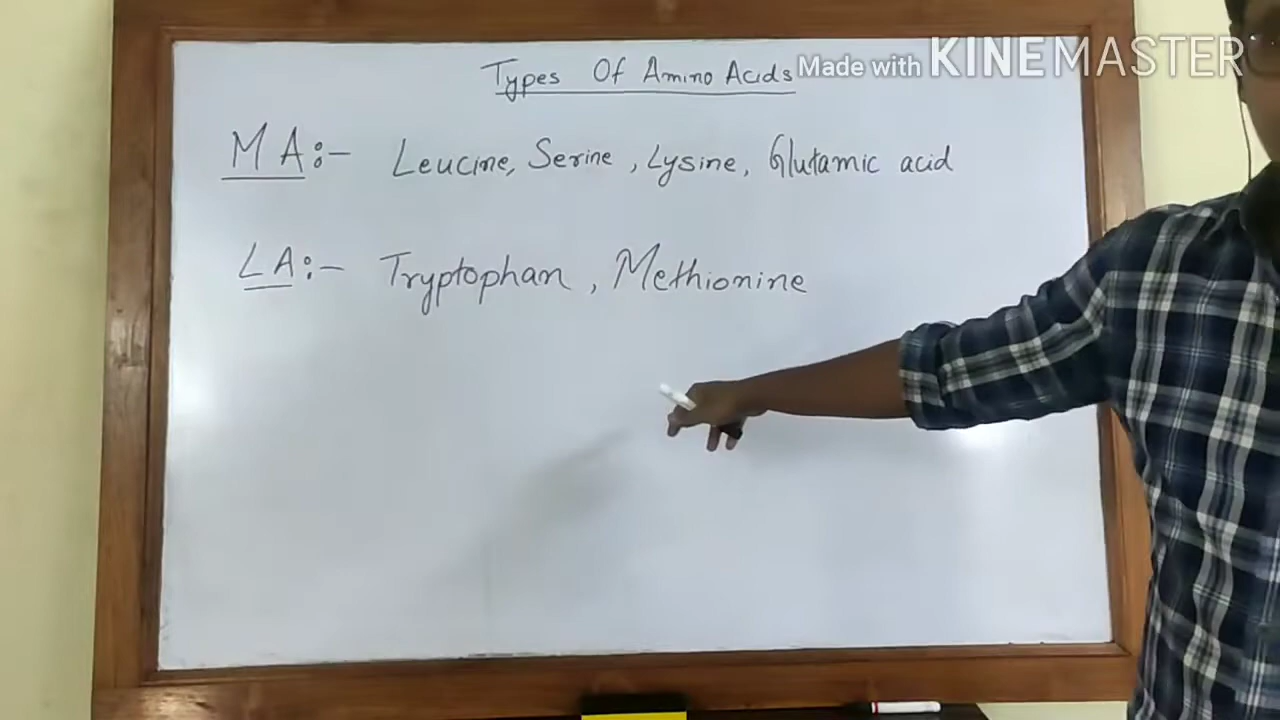 Types Of Amino Acids
Made with KINEMASTER
MA:- Leucine, Serine, Lysine, Glutamic acid
LA:- Tryptophan, Methionine